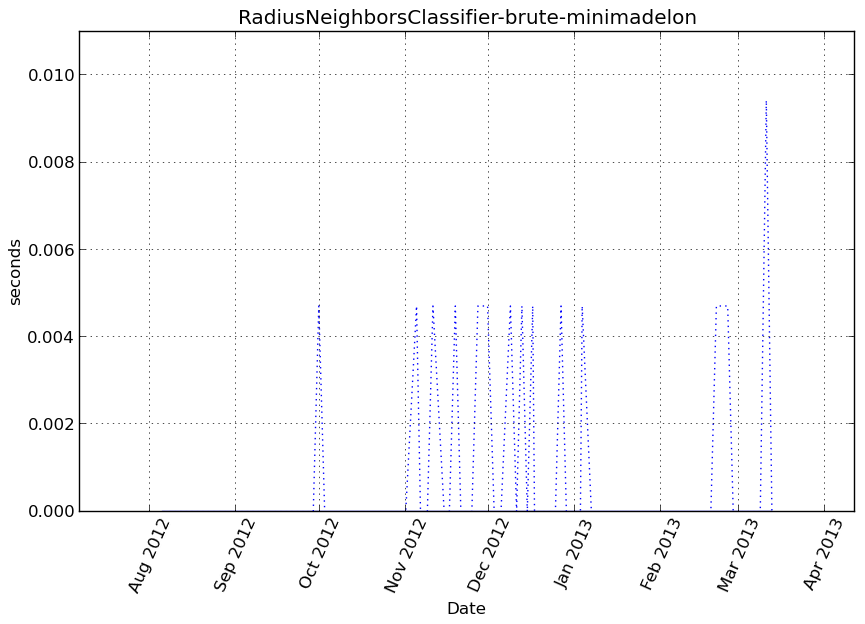 RadiusNeighborsClassifier-brute-minimadelon
0.010
0.008
0.006
0.004
0.002
0.000
seconds
Aug 2012
Sep 2012
Oct 2012
Nov 2012
Dec 2012
Jan 2013
Feb 2013
Mar 2013
Apr 2013
Date